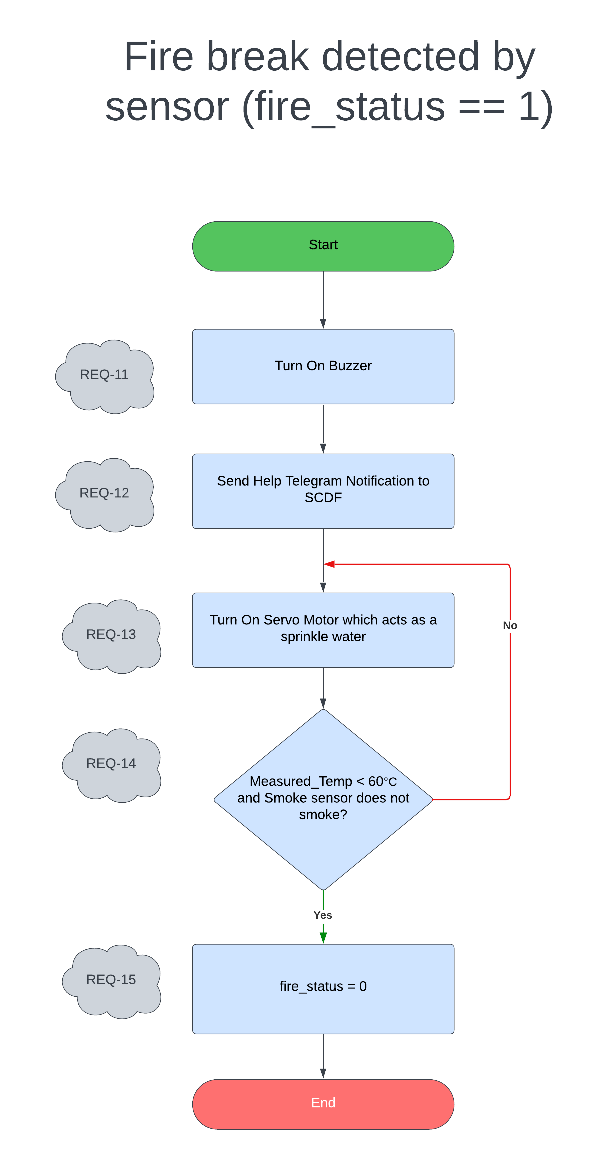 Fire break detected by
sensor (fire_status == 1)
Start
REQ-11
Turn On Buzzer
REQ-12
Send Help Telegram Notification to
SCDF
REQ-13
Turn On Servo Motor which acts as a
sprinkle water
No
REQ-14
Measured_Temp < 60°C
and Smoke sensor does not
smoke?
Yes
REQ-15
fire_status = 0
End